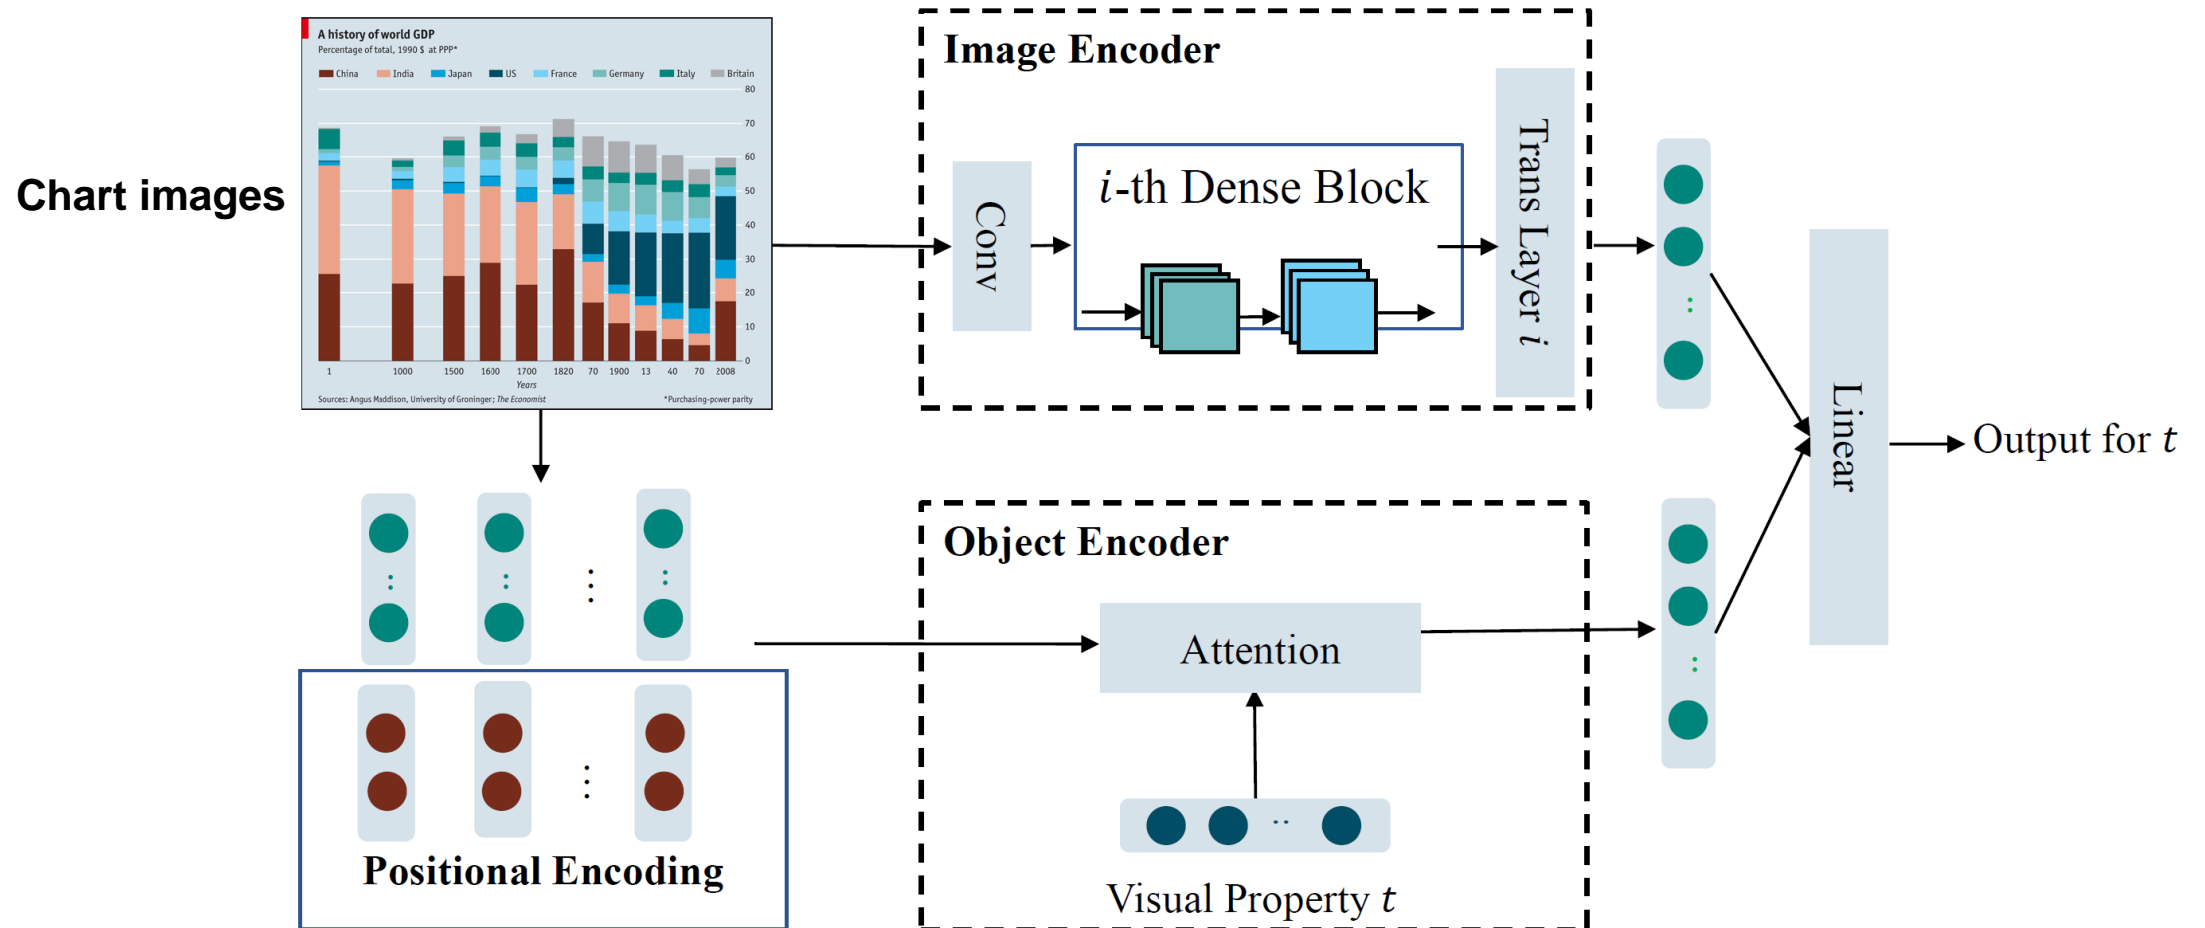 A history of world GDP
Percentage of total, 1990 $ at PPP*
China India Japan US France Germany Italy Britain
80
70
60
50
40
30
20
10
0
1 1000 1500 1600 1700 1820 70 1900 13 40 70 2008
Years
Sources: Angus Maddison, University of Groninger; The Economist *Purchasing-power parity
Chart images
Image Encoder
Conv
i-th Dense Block
Trans Layer i
Linear
Output for t
Object Encoder
Attention
Visual Property t
Positional Encoding